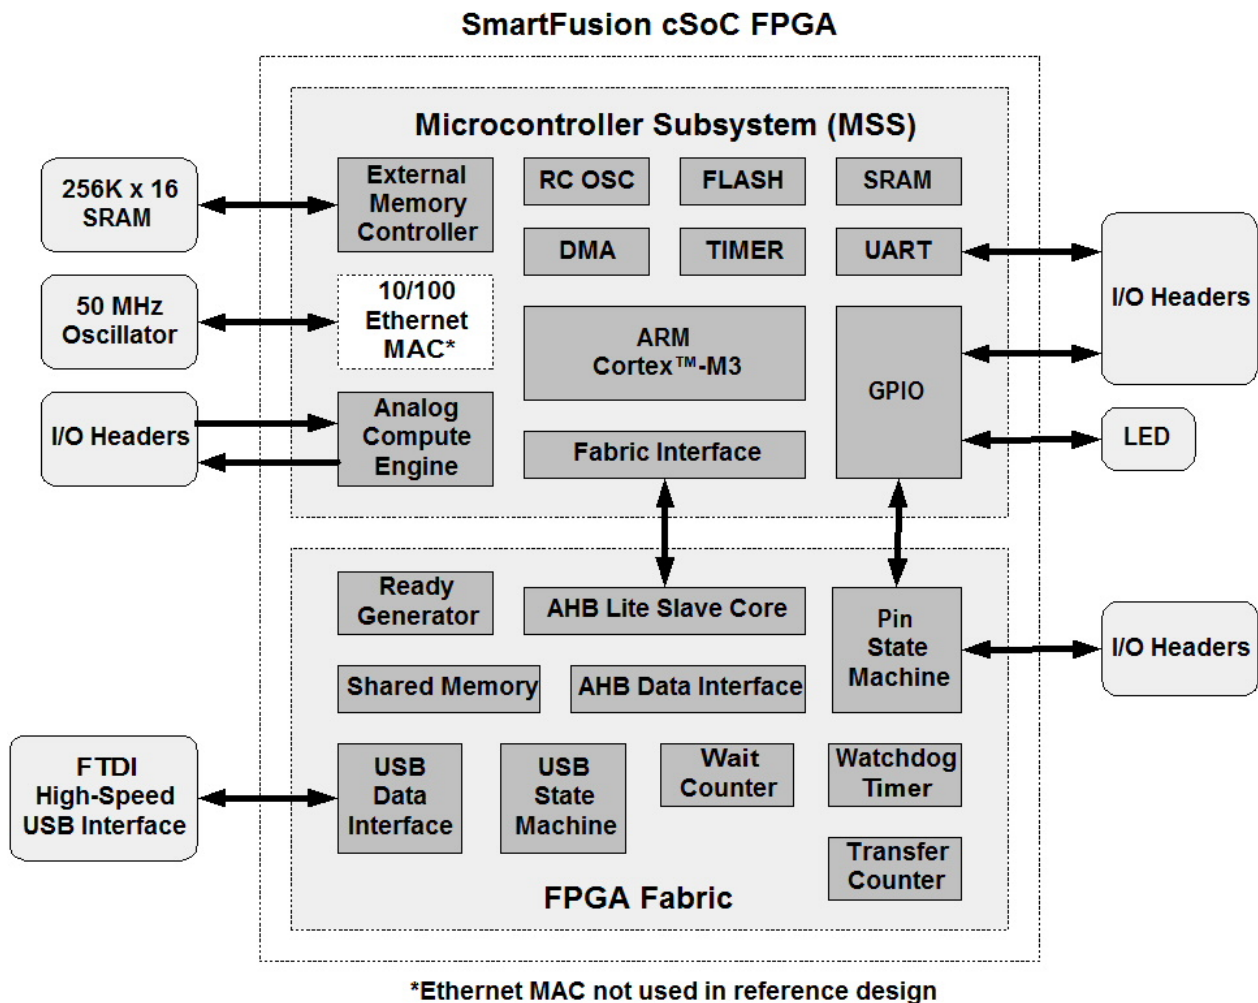 SmartFusion cSoC FPGA
Microcontroller Subsystem (MSS)
256K x 16
SRAM
External
Memory
Controller
RC OSC
FLASH
SRAM
DMA
TIMER
UART
I/O Headers
50 MHz
Oscillator
10/100
Ethernet
MAC*
ARM
Cortex™-M3
GPIO
I/O Headers
Analog
Compute
Engine
Fabric Interface
LED
Ready
Generator
AHB Lite Slave Core
Pin
State
Machine
I/O Headers
Shared Memory
AHB Data Interface
FTDI
High-Speed
USB Interface
USB
Data
Interface
USB
State
Machine
Wait
Counter
Watchdog
Timer
Transfer
Counter
FPGA Fabric
*Ethernet MAC not used in reference design